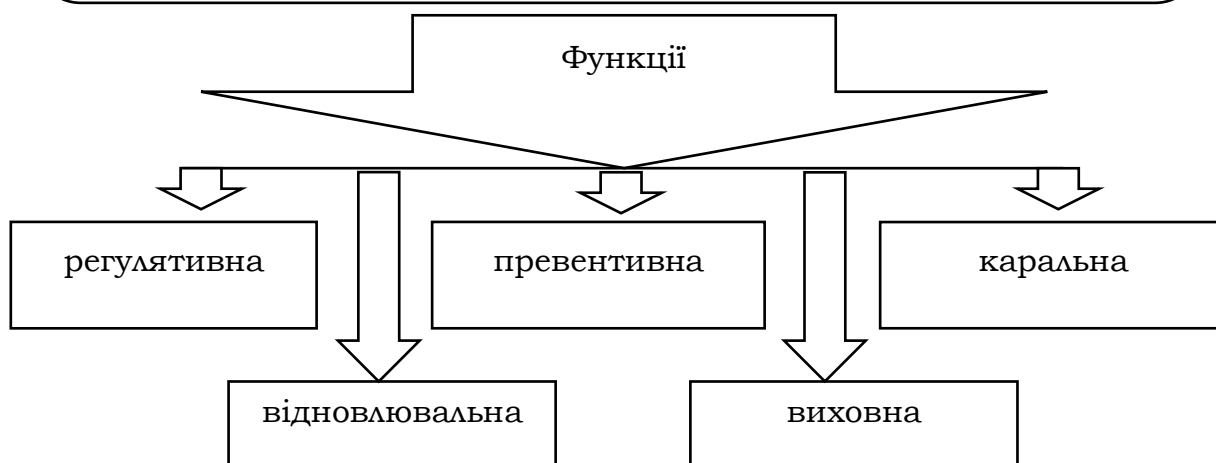 Функції
регулятивна
превентивна
каральна
відновлювальна
виховна